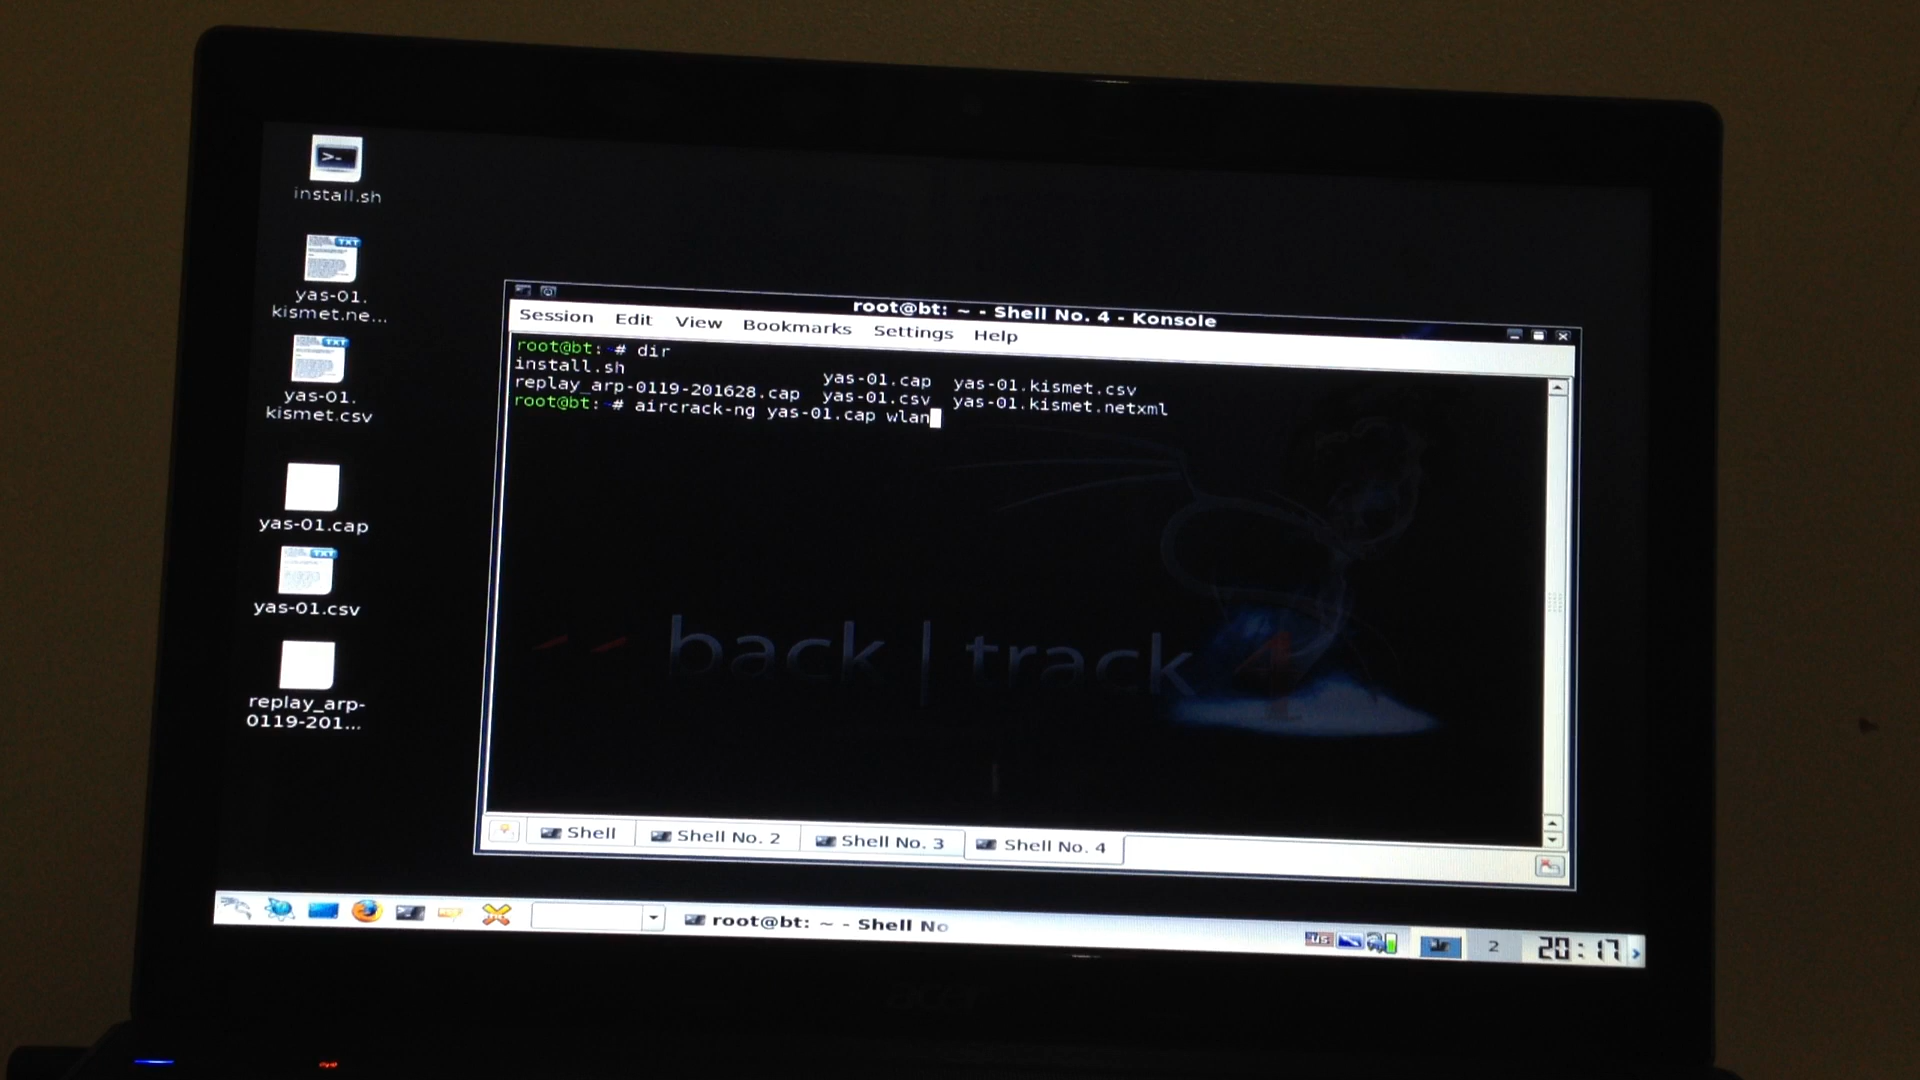 install.sh
yas-01.
kismet.ne...
yas-01.
kismet.csv
yas-01.cap
yas-01.csv
replay_arp-
0119-201...
root@bt: ~ - Shell No. 4 - Konsole
Session Edit View Bookmarks Settings Help
root@bt:~# dir
install.sh yas-01.cap yas-01.kismet.csv
replay_arp-0119-201628.cap yas-01.csv yas-01.kismet.netxml
root@bt:~# aircrack-ng yas-01.cap wlan
back | track 4
Shell Shell No. 2 Shell No. 3 Shell No. 4
root@bt: ~ - Shell No
us 2 20:17
acer